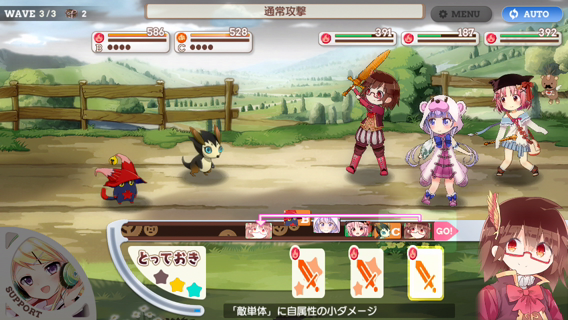 WAVE 3/3 2
通常攻撃
MENU
AUTO
586
B
528
C
391
187
392
B
C
GO!
とっておき
SUPPORT
「敵単体」に自属性の小ダメージ